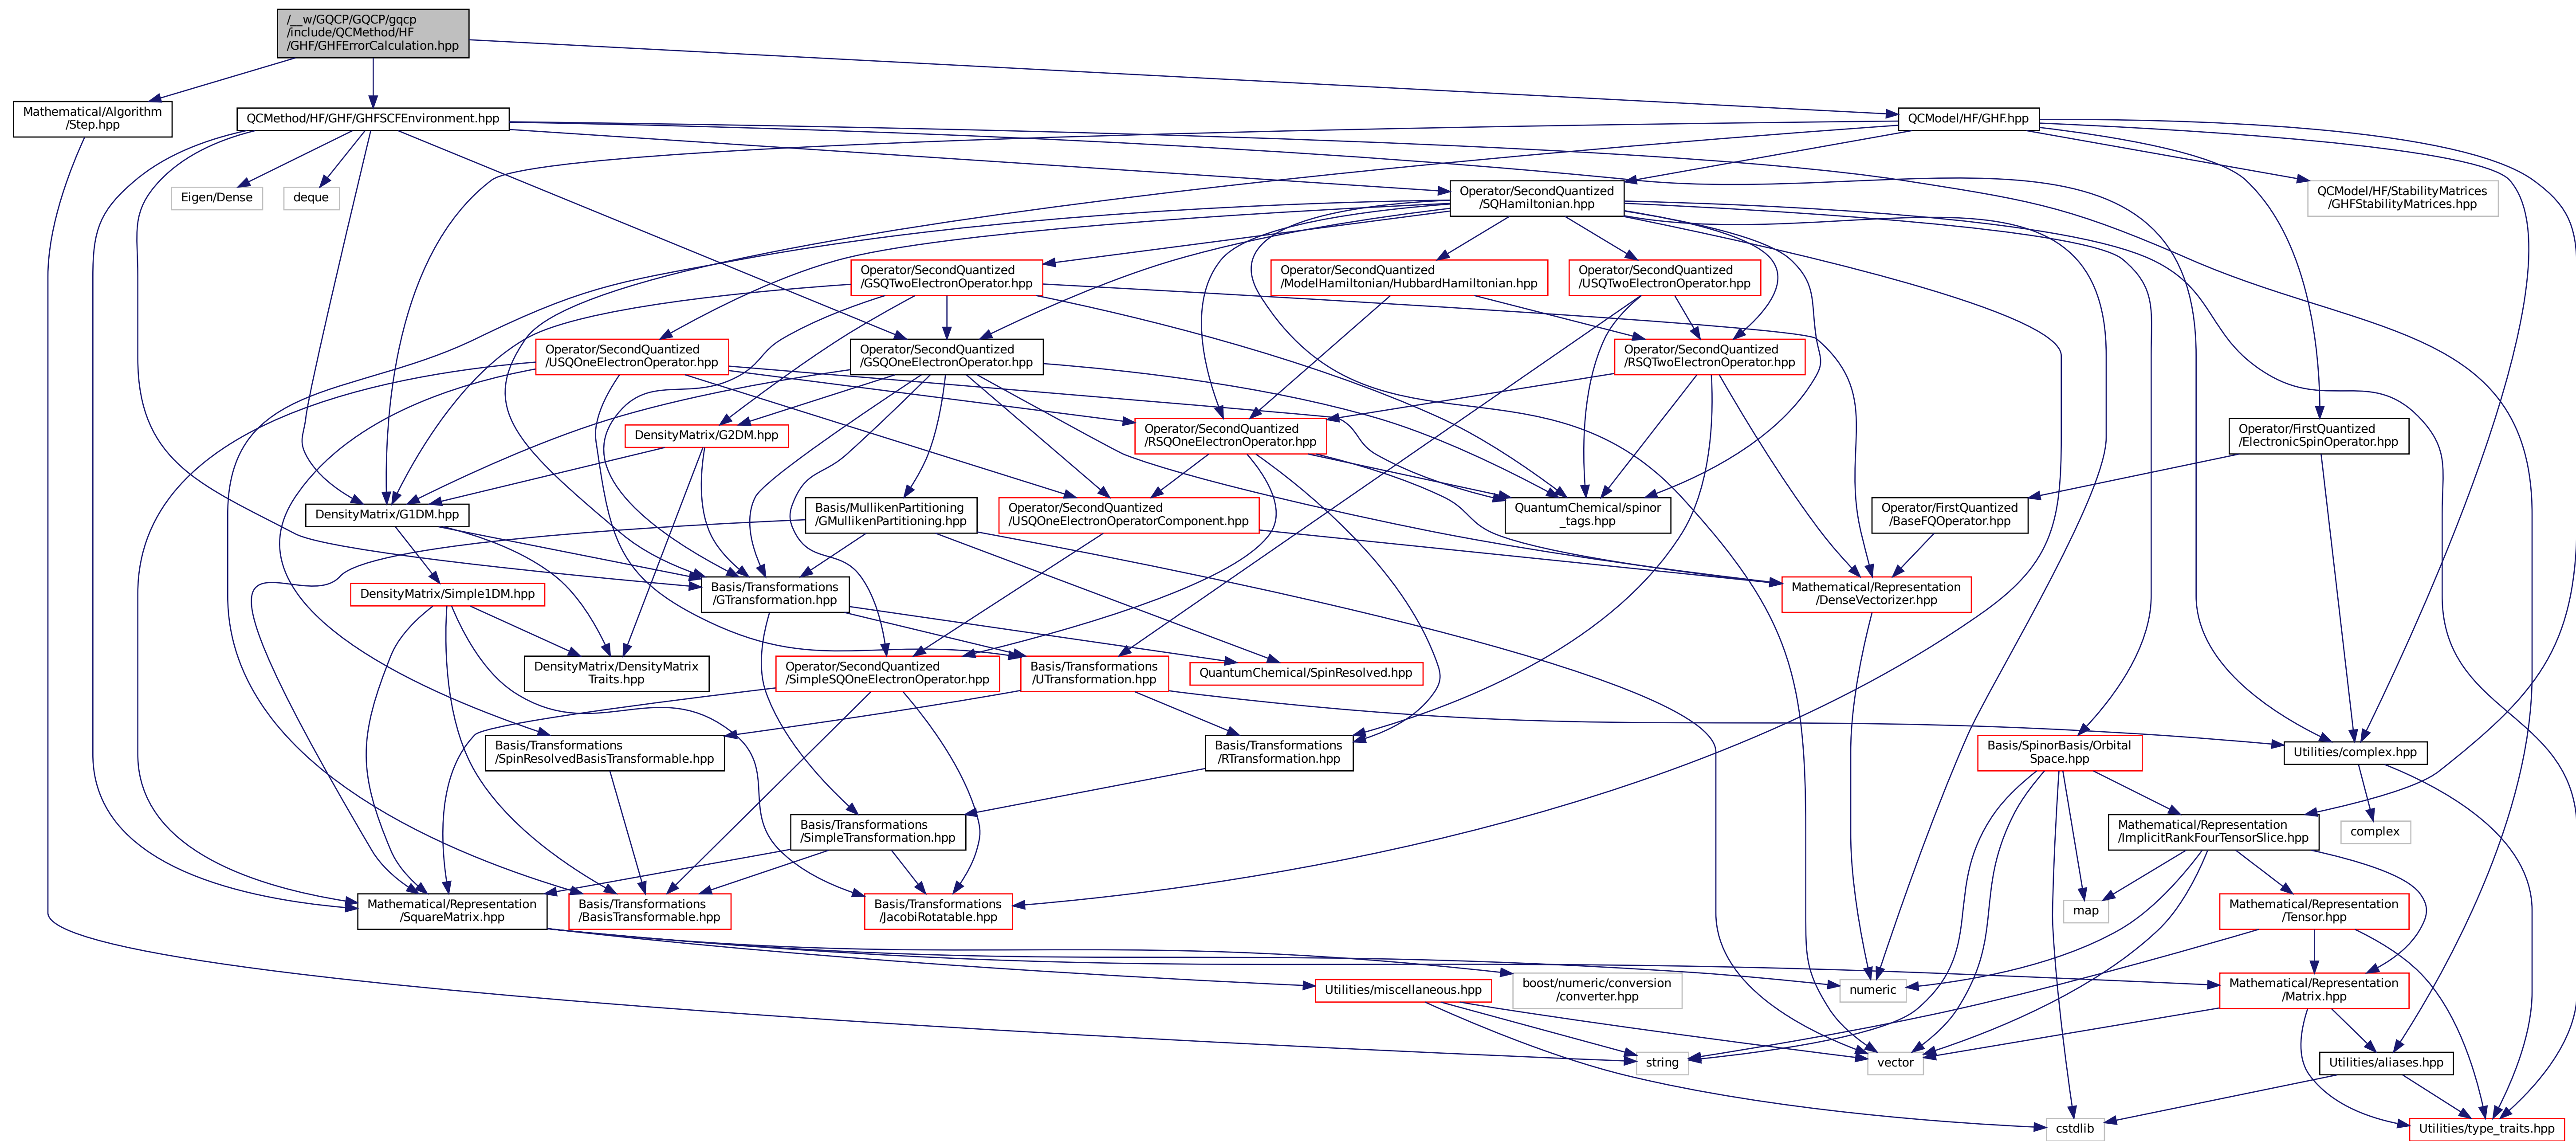 /__w/GQCP/GQCP/gqcp
/include/QCMethod/HF
/GHF/GHFErrorCalculation.hpp
Mathematical/Algorithm
/Step.hpp
QCMethod/HF/GHF/GHFSCFEnvironment.hpp
QCModel/HF/GHF.hpp
Eigen/Dense
deque
Operator/SecondQuantized
/SQHamiltonian.hpp
QCModel/HF/StabilityMatrices
/GHFStabilityMatrices.hpp
Operator/SecondQuantized
/GSQTwoElectronOperator.hpp
Operator/SecondQuantized
/ModelHamiltonian/HubbardHamiltonian.hpp
Operator/SecondQuantized
/USQTwoElectronOperator.hpp
Operator/SecondQuantized
/USQOneElectronOperator.hpp
Operator/SecondQuantized
/GSQOneElectronOperator.hpp
Operator/SecondQuantized
/RSQTwoElectronOperator.hpp
DensityMatrix/G2DM.hpp
Operator/SecondQuantized
/RSQOneElectronOperator.hpp
Operator/FirstQuantized
/ElectronicSpinOperator.hpp
DensityMatrix/G1DM.hpp
Basis/MullikenPartitioning
/GMullikenPartitioning.hpp
Operator/SecondQuantized
/USQOneElectronOperatorComponent.hpp
QuantumChemical/spinor
_tags.hpp
Operator/FirstQuantized
/BaseFQOperator.hpp
DensityMatrix/Simple1DM.hpp
Basis/Transformations
/GTransformation.hpp
Mathematical/Representation
/DenseVectorizer.hpp
DensityMatrix/DensityMatrix
Traits.hpp
Operator/SecondQuantized
/SimpleSQOneElectronOperator.hpp
Basis/Transformations
/UTransformation.hpp
QuantumChemical/SpinResolved.hpp
Basis/Transformations
/SpinResolvedBasisTransformable.hpp
Basis/Transformations
/RTransformation.hpp
Basis/SpinorBasis/Orbital
Space.hpp
Utilities/complex.hpp
Basis/Transformations
/SimpleTransformation.hpp
Mathematical/Representation
/ImplicitRankFourTensorSlice.hpp
complex
Mathematical/Representation
/SquareMatrix.hpp
Basis/Transformations
/BasisTransformable.hpp
Basis/Transformations
/JacobiRotatable.hpp
map
Mathematical/Representation
/Tensor.hpp
Utilities/miscellaneous.hpp
boost/numeric/conversion
/converter.hpp
numeric
Mathematical/Representation
/Matrix.hpp
string
vector
Utilities/aliases.hpp
cstdlib
Utilities/type_traits.hpp